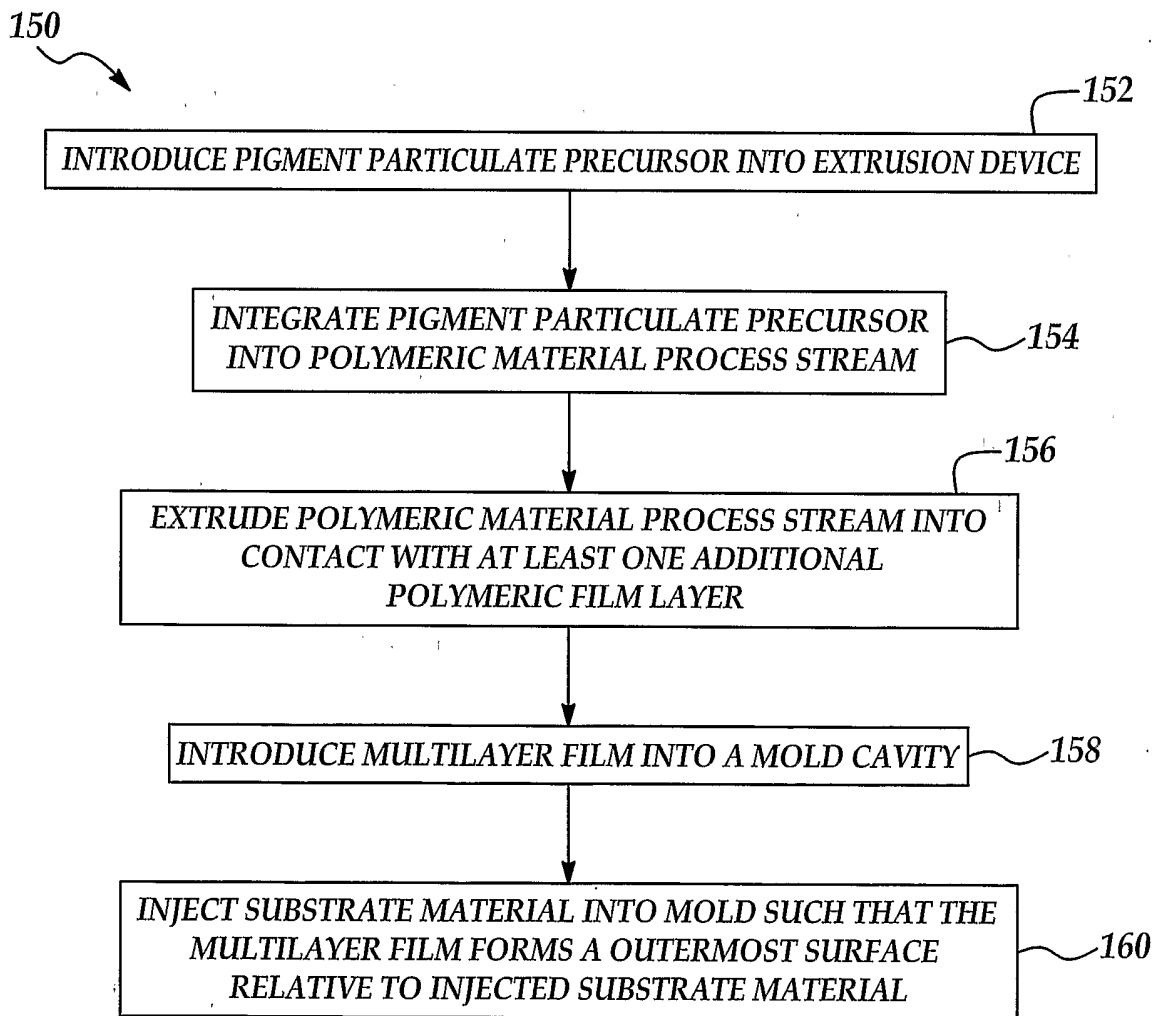 150
152
INTRODUCE PIGMENT PARTICULATE PRECURSOR INTO EXTRUSION DEVICE
INTEGRATE PIGMENT PARTICULATE PRECURSOR
INTO POLYMERIC MATERIAL PROCESS STREAM
154
156
EXTRUDE POLYMERIC MATERIAL PROCESS STREAM INTO
CONTACT WITH AT LEAST ONE ADDITIONAL
POLYMERIC FILM LAYER
INTRODUCE MULTILAYER FILM INTO A MOLD CAVITY
158
INJECT SUBSTRATE MATERIAL INTO MOLD SUCH THAT THE
MULTILAYER FILM FORMS A OUTERMOST SURFACE
RELATIVE TO INJECTED SUBSTRATE MATERIAL
160